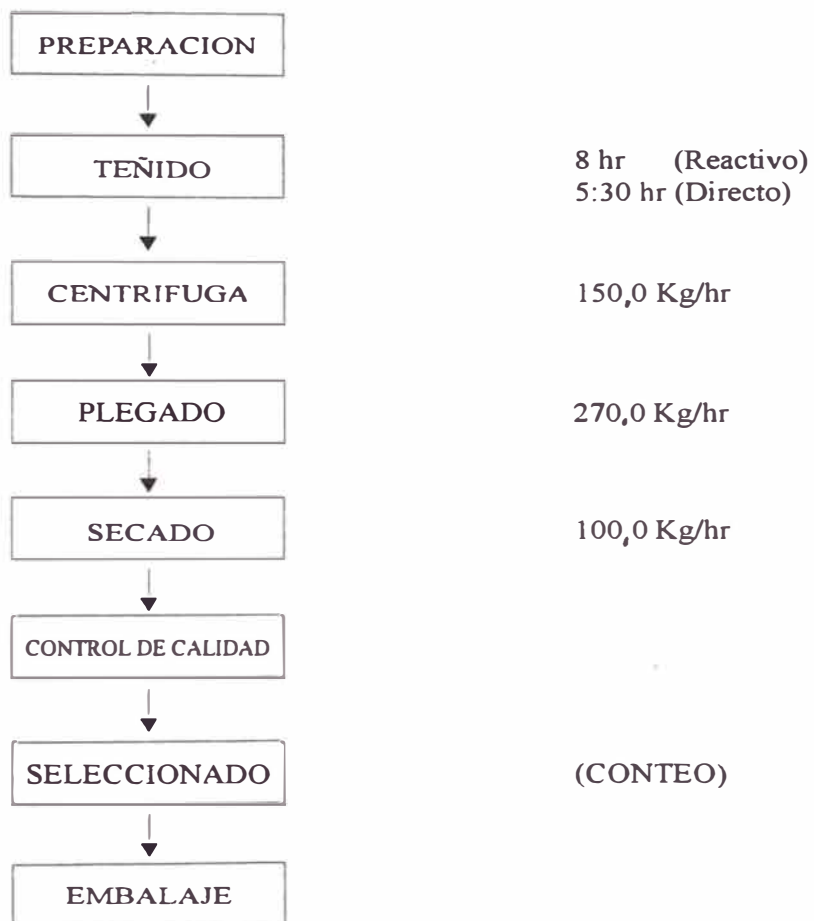 PREPARACION
TEÑIDO
8 hr (Reactivo)
5:30 hr (Directo)
CENTRIFUGA
150,0 Kg/hr
PLEGADO
270,0 Kg/hr
SECADO
100,0 Kg/hr
CONTROL DE CALIDAD
SELECCIONADO
(CONTEO)
EMBALAJE